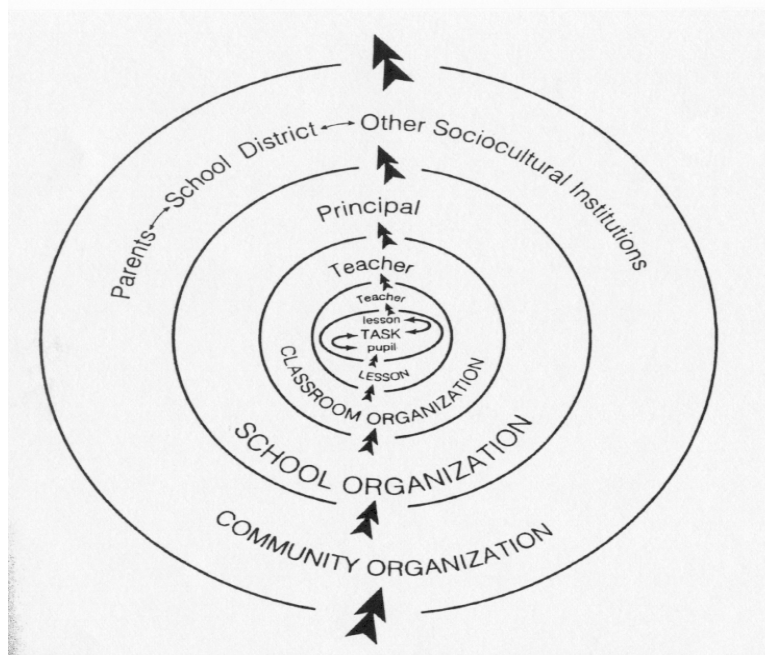 Parents School District Other Sociocultural Institutions
Principal
Teacher
Teacher
lesson
TASK
pupil
LESSON
CLASSROOM ORGANIZATION
SCHOOL ORGANIZATION
COMMUNITY ORGANIZATION